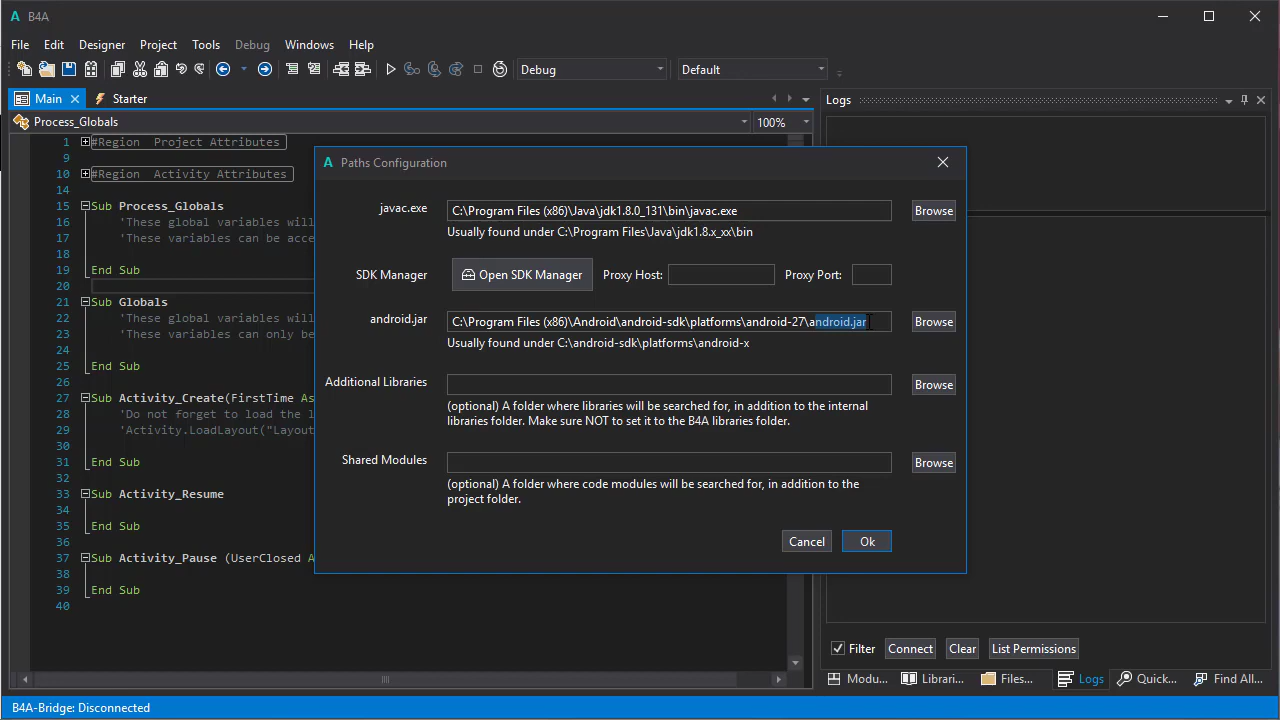 B4A
File Edit Designer Project Tools Debug Windows Help
Debug Default
Main Starter
Process_Globals 100%
1 #Region Project Attributes
9
10 #Region Activity Attributes
14
15 Sub Process_Globals
16 'These global variables will
17 'These variables can be acce
18
19 End Sub
20
21 Sub Globals
22 'These global variables will
23 'These variables can only be
24
25 End Sub
26
27 Sub Activity_Create(FirstTime As
28 'Do not forget to load the l
29 'Activity.LoadLayout("Layou
30
31 End Sub
32
33 Sub Activity_Resume
34
35 End Sub
36
37 Sub Activity_Pause (UserClosed A
38
39 End Sub
40
Paths Configuration
javac.exe C:\Program Files (x86)\Java\jdk1.8.0_131\bin\javac.exe Browse
Usually found under C:\Program Files\Java\jdk1.8.x_xx\bin
SDK Manager Open SDK Manager Proxy Host: Proxy Port:
android.jar C:\Program Files (x86)\Android\android-sdk\platforms\android-27\android.jar Browse
Usually found under C:\android-sdk\platforms\android-x
Additional Libraries Browse
(optional) A folder where libraries will be searched for, in addition to the internal
libraries folder. Make sure NOT to set it to the B4A libraries folder.
Shared Modules Browse
(optional) A folder where code modules will be searched for, in addition to the
project folder.
Cancel Ok
Logs
Filter Connect Clear List Permissions
Modu... Librari... Files... Logs Quick... Find All...
B4A-Bridge: Disconnected